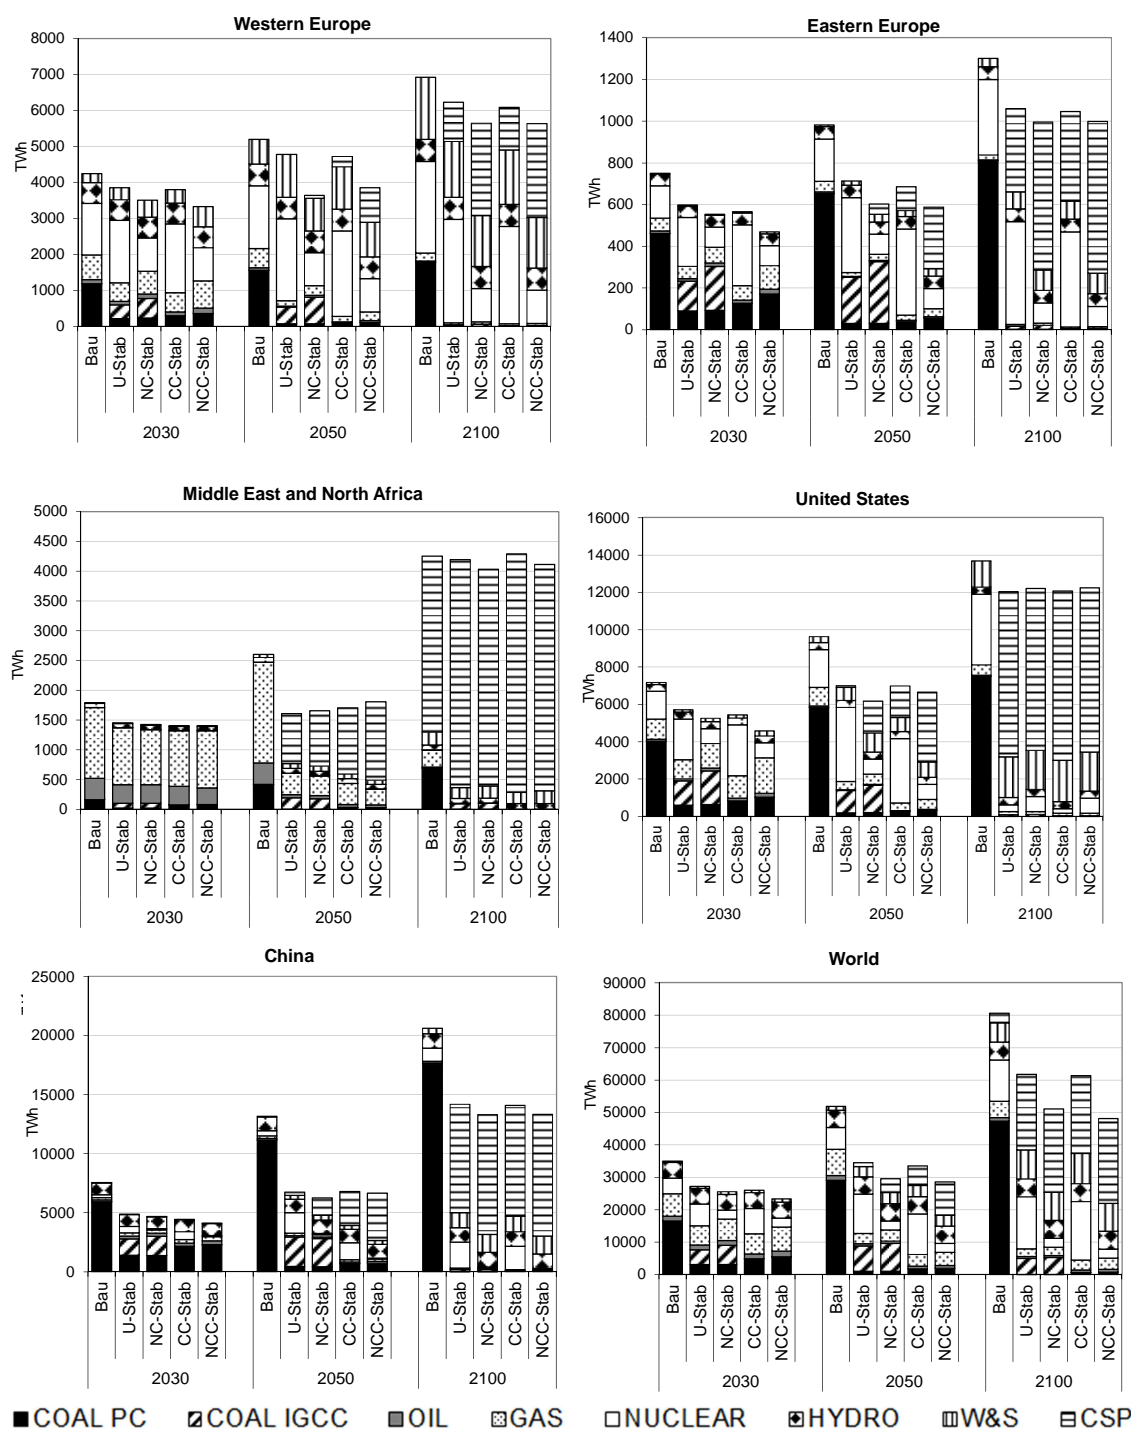 Western Europe
8000
7000
6000
5000
4000
3000
2000
1000
0
TWh
Bau
U-Stab
NC-Stab
CC-Stab
NCC-Stab
Bau
U-Stab
NC-Stab
CC-Stab
NCC-Stab
Bau
U-Stab
NC-Stab
CC-Stab
NCC-Stab
2030
2050
2100
Eastern Europe
1400
1200
1000
800
600
400
200
0
TWh
Bau
U-Stab
NC-Stab
CC-Stab
NCC-Stab
Bau
U-Stab
NC-Stab
CC-Stab
NCC-Stab
Bau
U-Stab
NC-Stab
CC-Stab
NCC-Stab
2030
2050
2100
Middle East and North Africa
5000
4500
4000
3500
3000
2500
2000
1500
1000
500
0
TWh
Bau
U-Stab
NC-Stab
CC-Stab
NCC-Stab
Bau
U-Stab
NC-Stab
CC-Stab
NCC-Stab
Bau
U-Stab
NC-Stab
CC-Stab
NCC-Stab
2030
2050
2100
United States
16000
14000
12000
10000
8000
6000
4000
2000
0
TWh
Bau
U-Stab
NC-Stab
CC-Stab
NCC-Stab
Bau
U-Stab
NC-Stab
CC-Stab
NCC-Stab
Bau
U-Stab
NC-Stab
CC-Stab
NCC-Stab
2030
2050
2100
China
25000
20000
15000
10000
5000
0
TWh
Bau
U-Stab
NC-Stab
CC-Stab
NCC-Stab
Bau
U-Stab
NC-Stab
CC-Stab
NCC-Stab
Bau
U-Stab
NC-Stab
CC-Stab
NCC-Stab
2030
2050
2100
World
90000
80000
70000
60000
50000
40000
30000
20000
10000
0
TWh
Bau
U-Stab
NC-Stab
CC-Stab
NCC-Stab
Bau
U-Stab
NC-Stab
CC-Stab
NCC-Stab
Bau
U-Stab
NC-Stab
CC-Stab
NCC-Stab
2030
2050
2100
COAL PC COAL IGCC OIL GAS NUCLEAR HYDRO W&S CSP